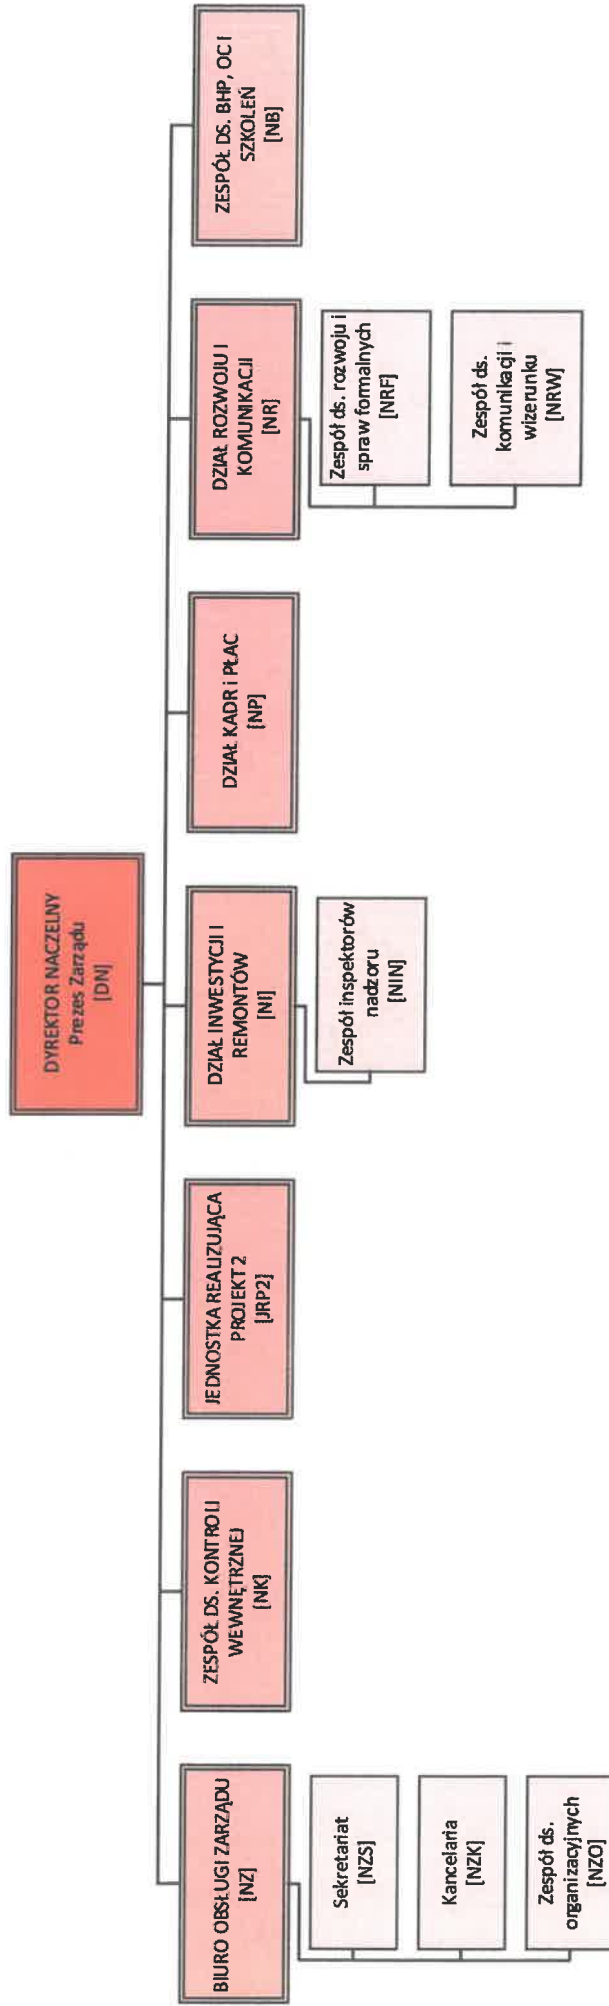 DYREKTOR NACZELNY
Prezes Zarządu
[DN]
BIURO OBSŁUGI ZARZĄDU
[NZ]
Sekretariat
[NZS]
Kancelaria
[NZK]
Zespół ds.
organizacyjnych
[NZO]
ZESPÓŁ DS. KONTROLI
WEWNĘTRZNEJ
[NK]
JEDNOSTKA REALIZUJĄCA
PROJEKT 2
[JRP2]
DZIAŁ INWESTYCJI I
REMONTÓW
[NI]
Zespół inspektorów
nadzoru
[NIN]
DZIAŁ KADR i PŁAC
[NP]
DZIAŁ ROZWOJU I
KOMUNIKACJI
[NR]
Zespół ds. rozwoju i
spraw formalnych
[NRF]
Zespół ds.
komunikacji i
wizerunku
[NRW]
ZESPÓŁ DS. BHP, OC I
SZKOLEŃ
[NB]